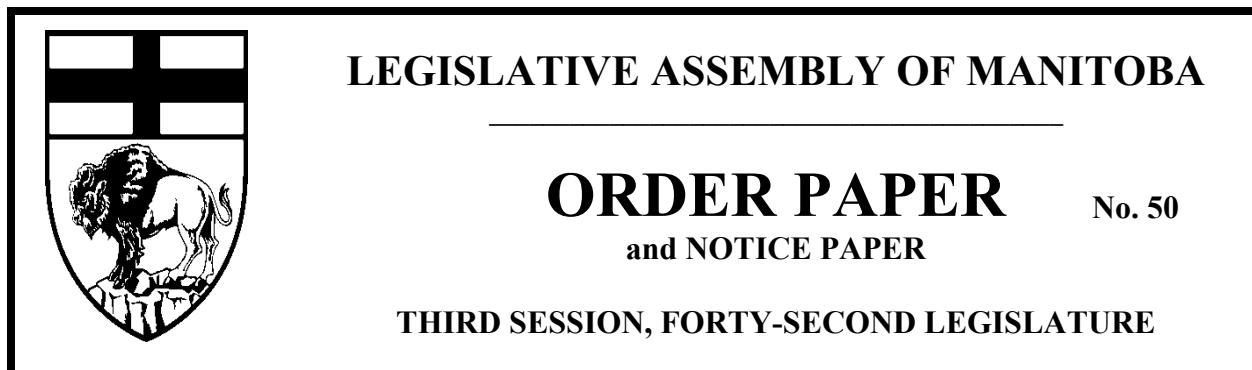 LEGISLATIVE ASSEMBLY OF MANITOBA
ORDER PAPER No. 50
and NOTICE PAPER
THIRD SESSION, FORTY-SECOND LEGISLATURE